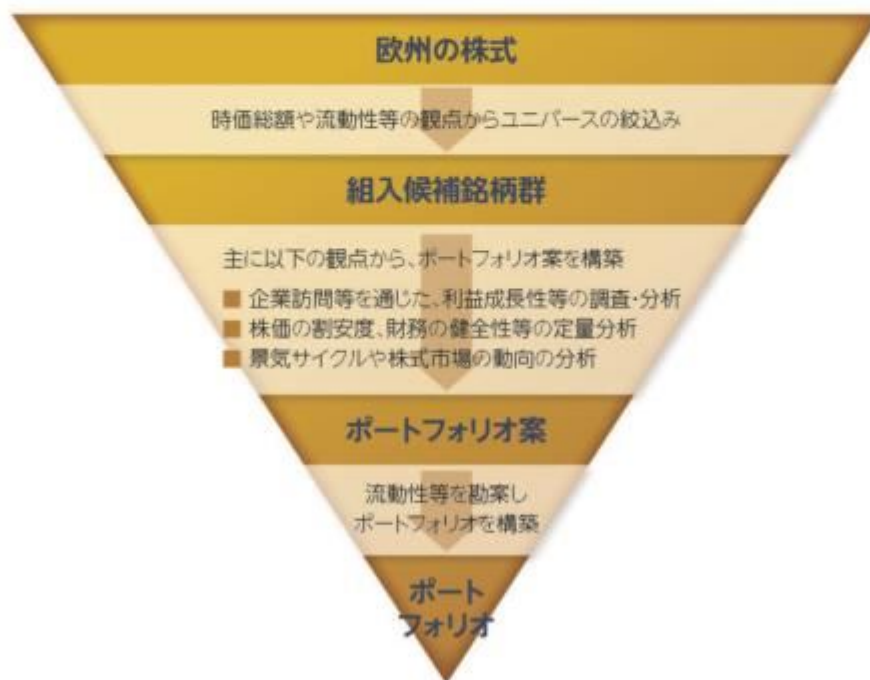 欧州の株式
時価総額や流動性等の観点からユニバースの絞込み
組入候補銘柄群
主に以下の観点から、ポートフォリオ案を構築
■ 企業訪問等を通じた、利益成長性等の調査・分析
■ 株価の割安度、財務の健全性等の定量分析
■ 景気サイクルや株式市場の動向の分析
ポートフォリオ案
流動性等を勘案し
ポートフォリオを構築
ポート
フォリオ